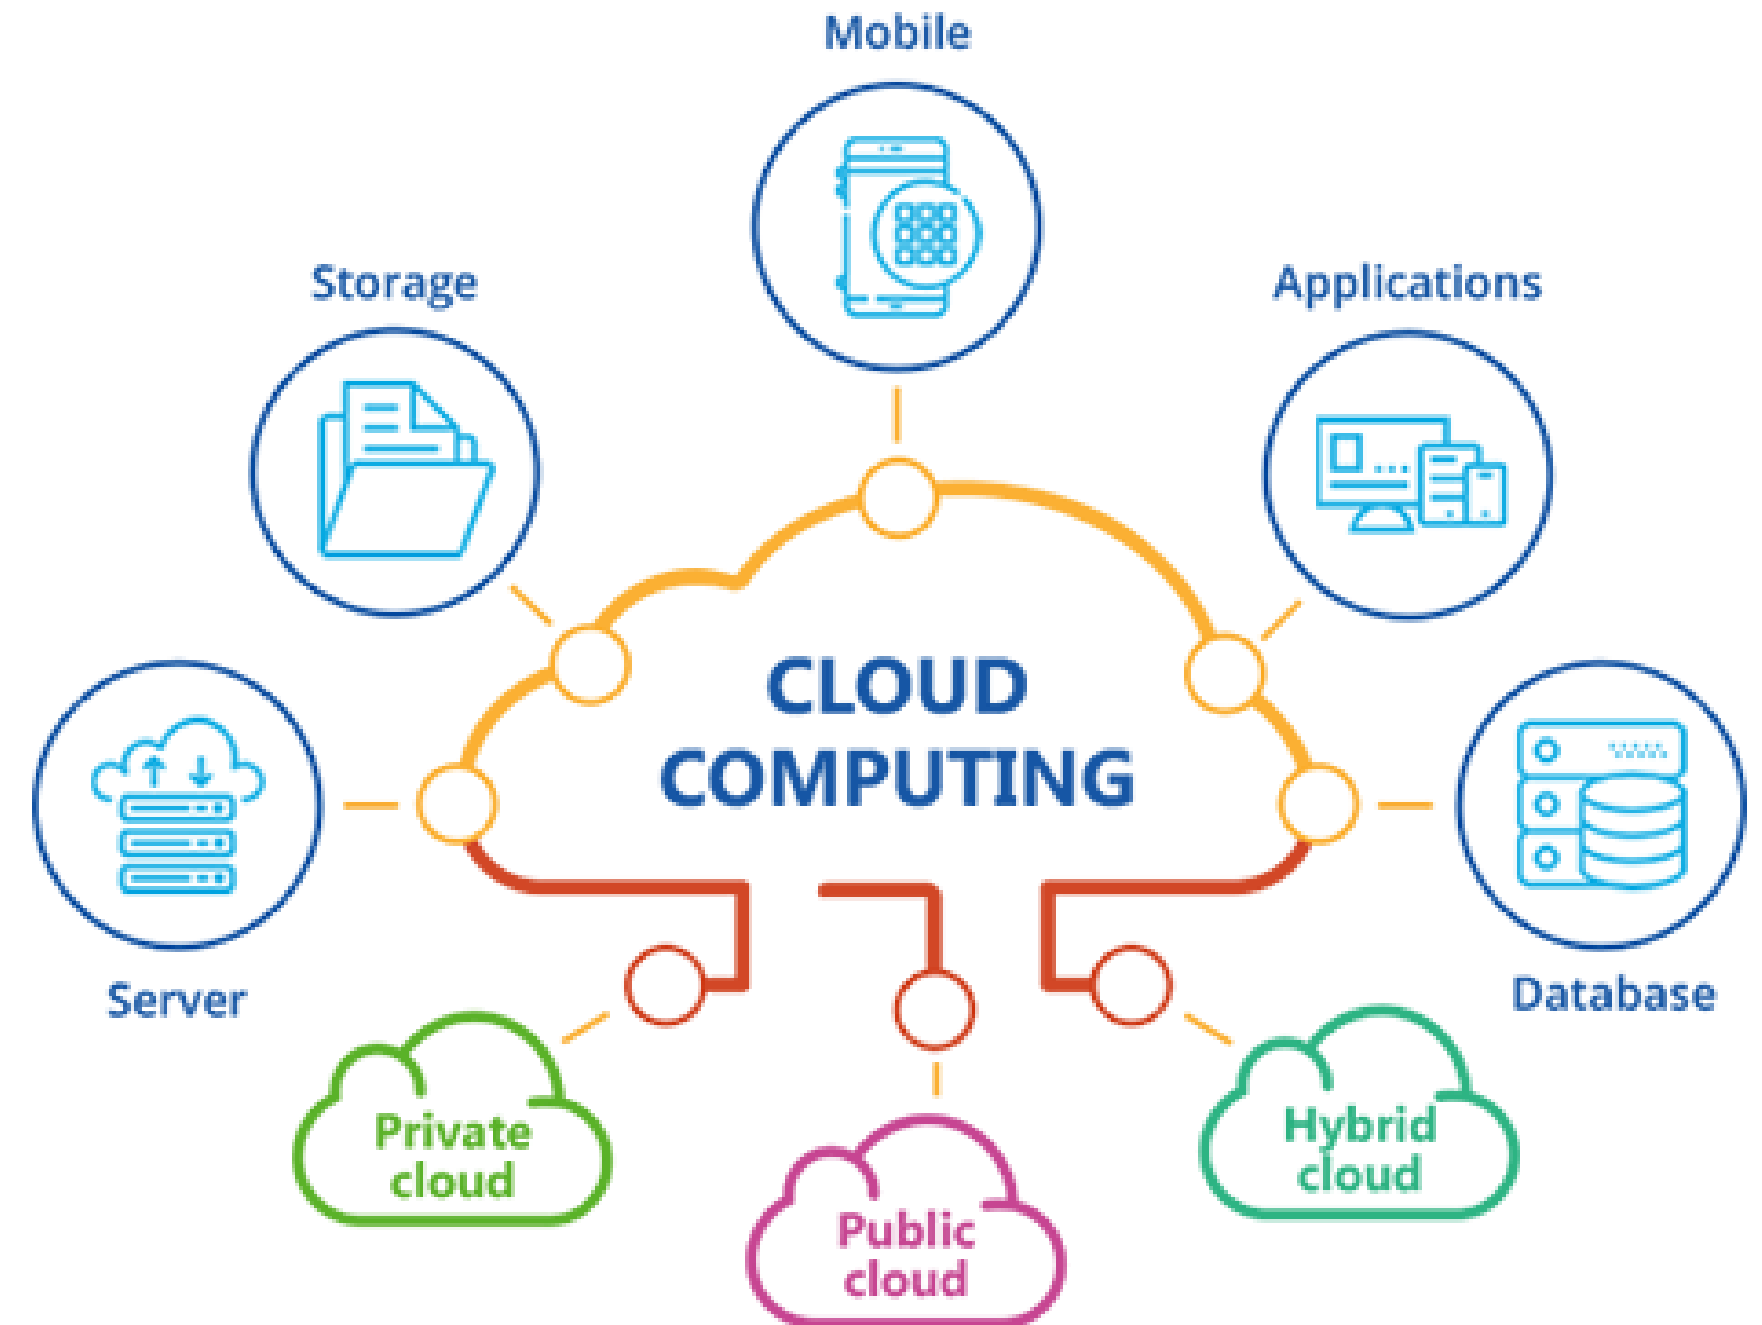 Mobile
Storage
Applications
CLOUD
COMPUTING
Server
Database
Private
cloud
Public
cloud
Hybrid
cloud